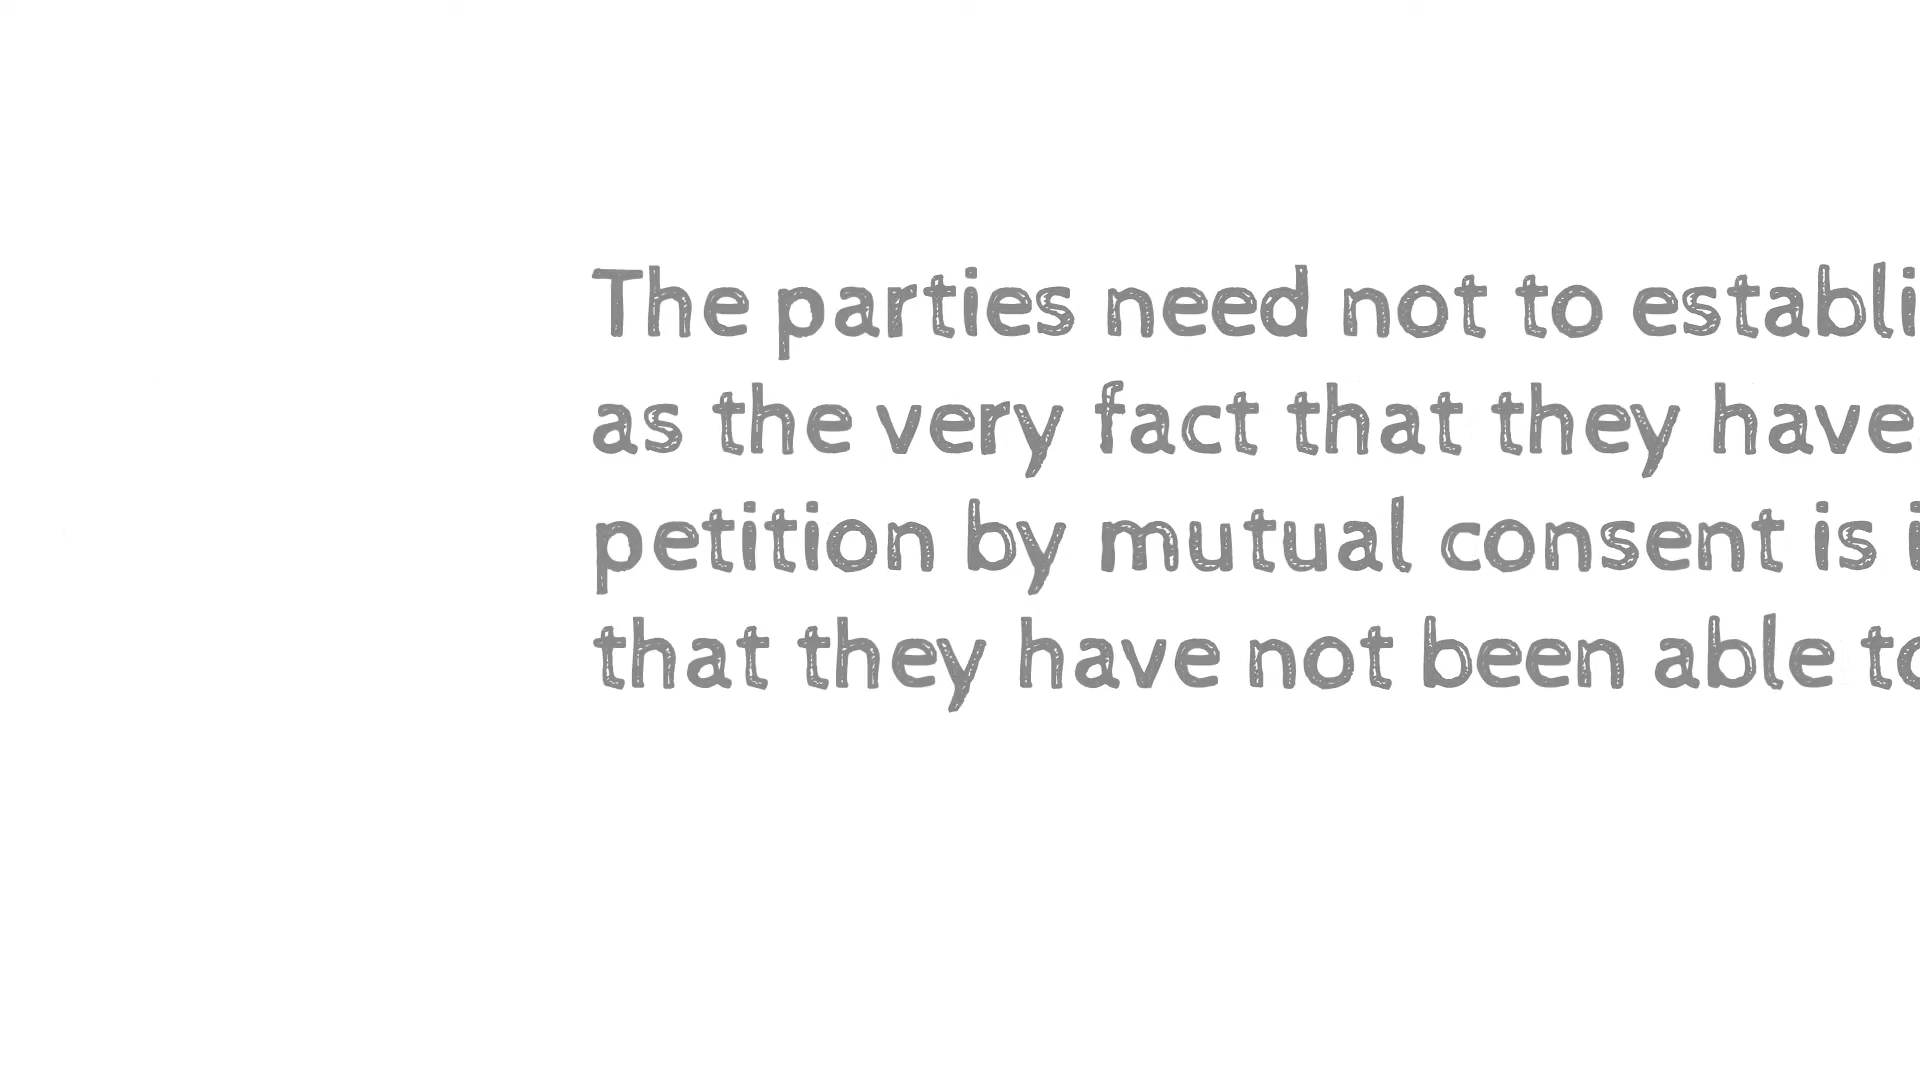 The parties need not to establi
as the very fact that they have
petition by mutual consent is i
that they have not been able to